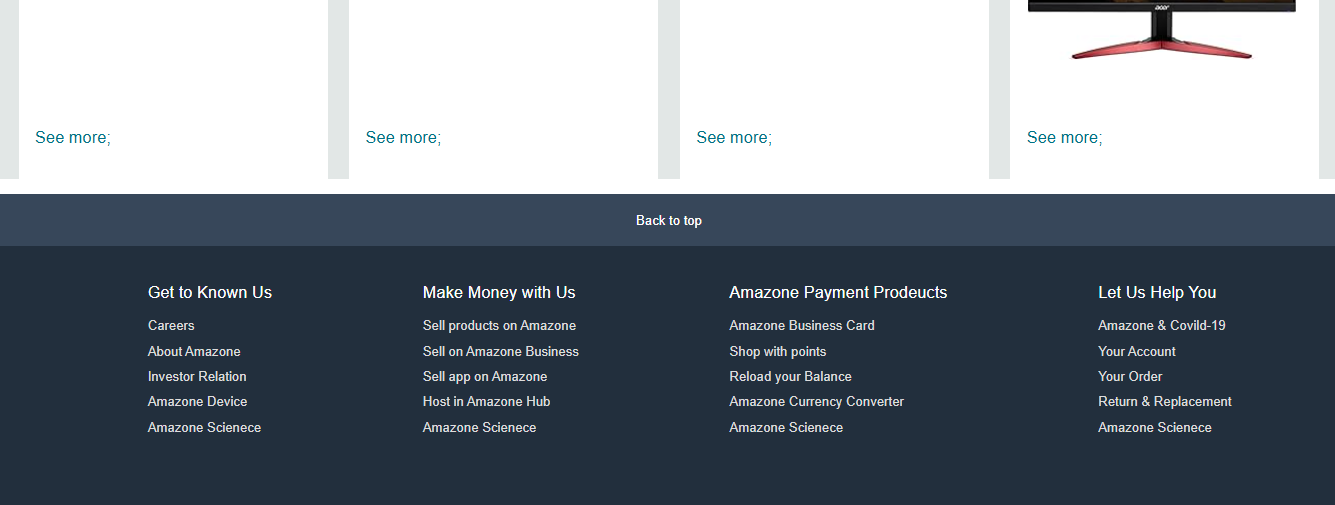 acer
See more;
See more;
See more;
See more;
Back to top
Get to Known Us
Careers
About Amazone
Investor Relation
Amazone Device
Amazone Scienece
Make Money with Us
Sell products on Amazone
Sell on Amazone Business
Sell app on Amazone
Host in Amazone Hub
Amazone Scienece
Amazone Payment Prodeucts
Amazone Business Card
Shop with points
Reload your Balance
Amazone Currency Converter
Amazone Scienece
Let Us Help You
Amazone & Covild-19
Your Account
Your Order
Return & Replacement
Amazone Scienece